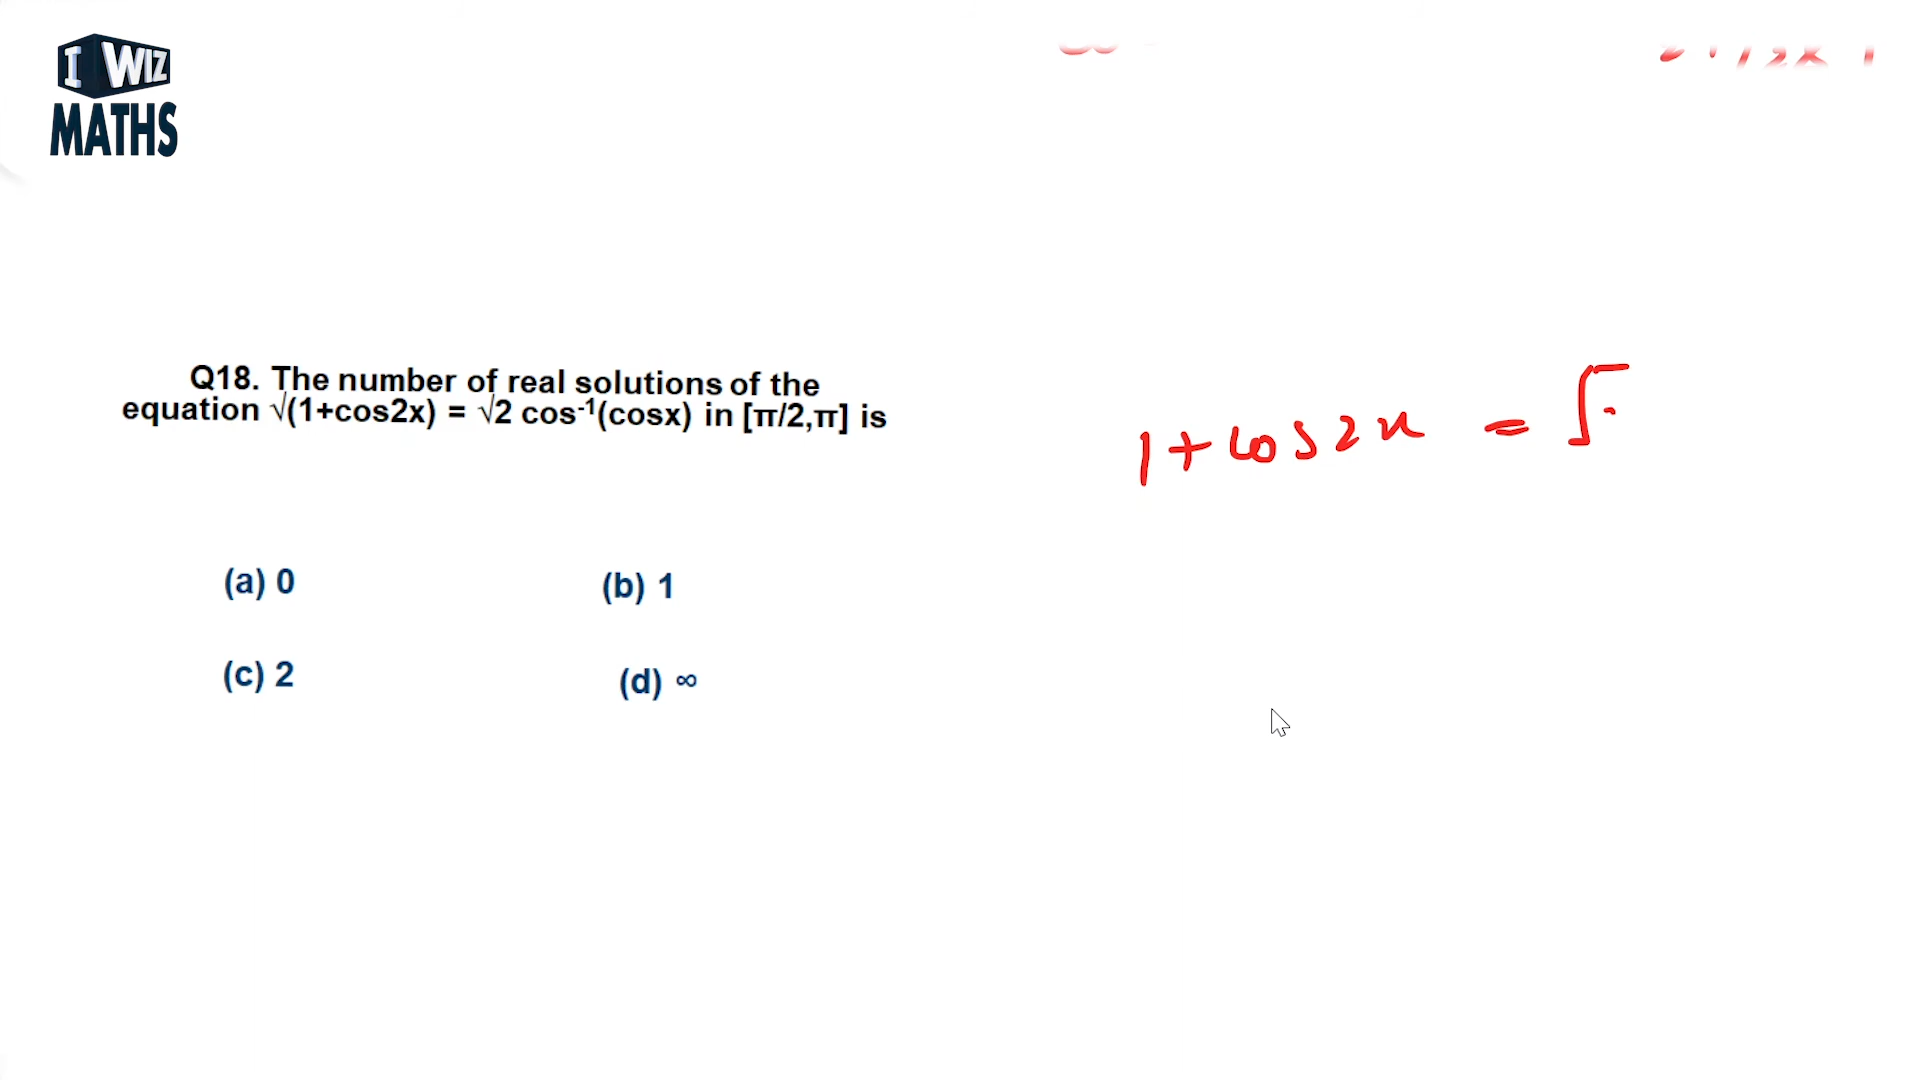 I WIZ
MATHS
Q18. The number of real solutions of the
equation √(1+cos2x) = √2 cos⁻¹(cosx) in [π/2,π] is
1+cos2x = √
(a) 0
(b) 1
(c) 2
(d) ∞